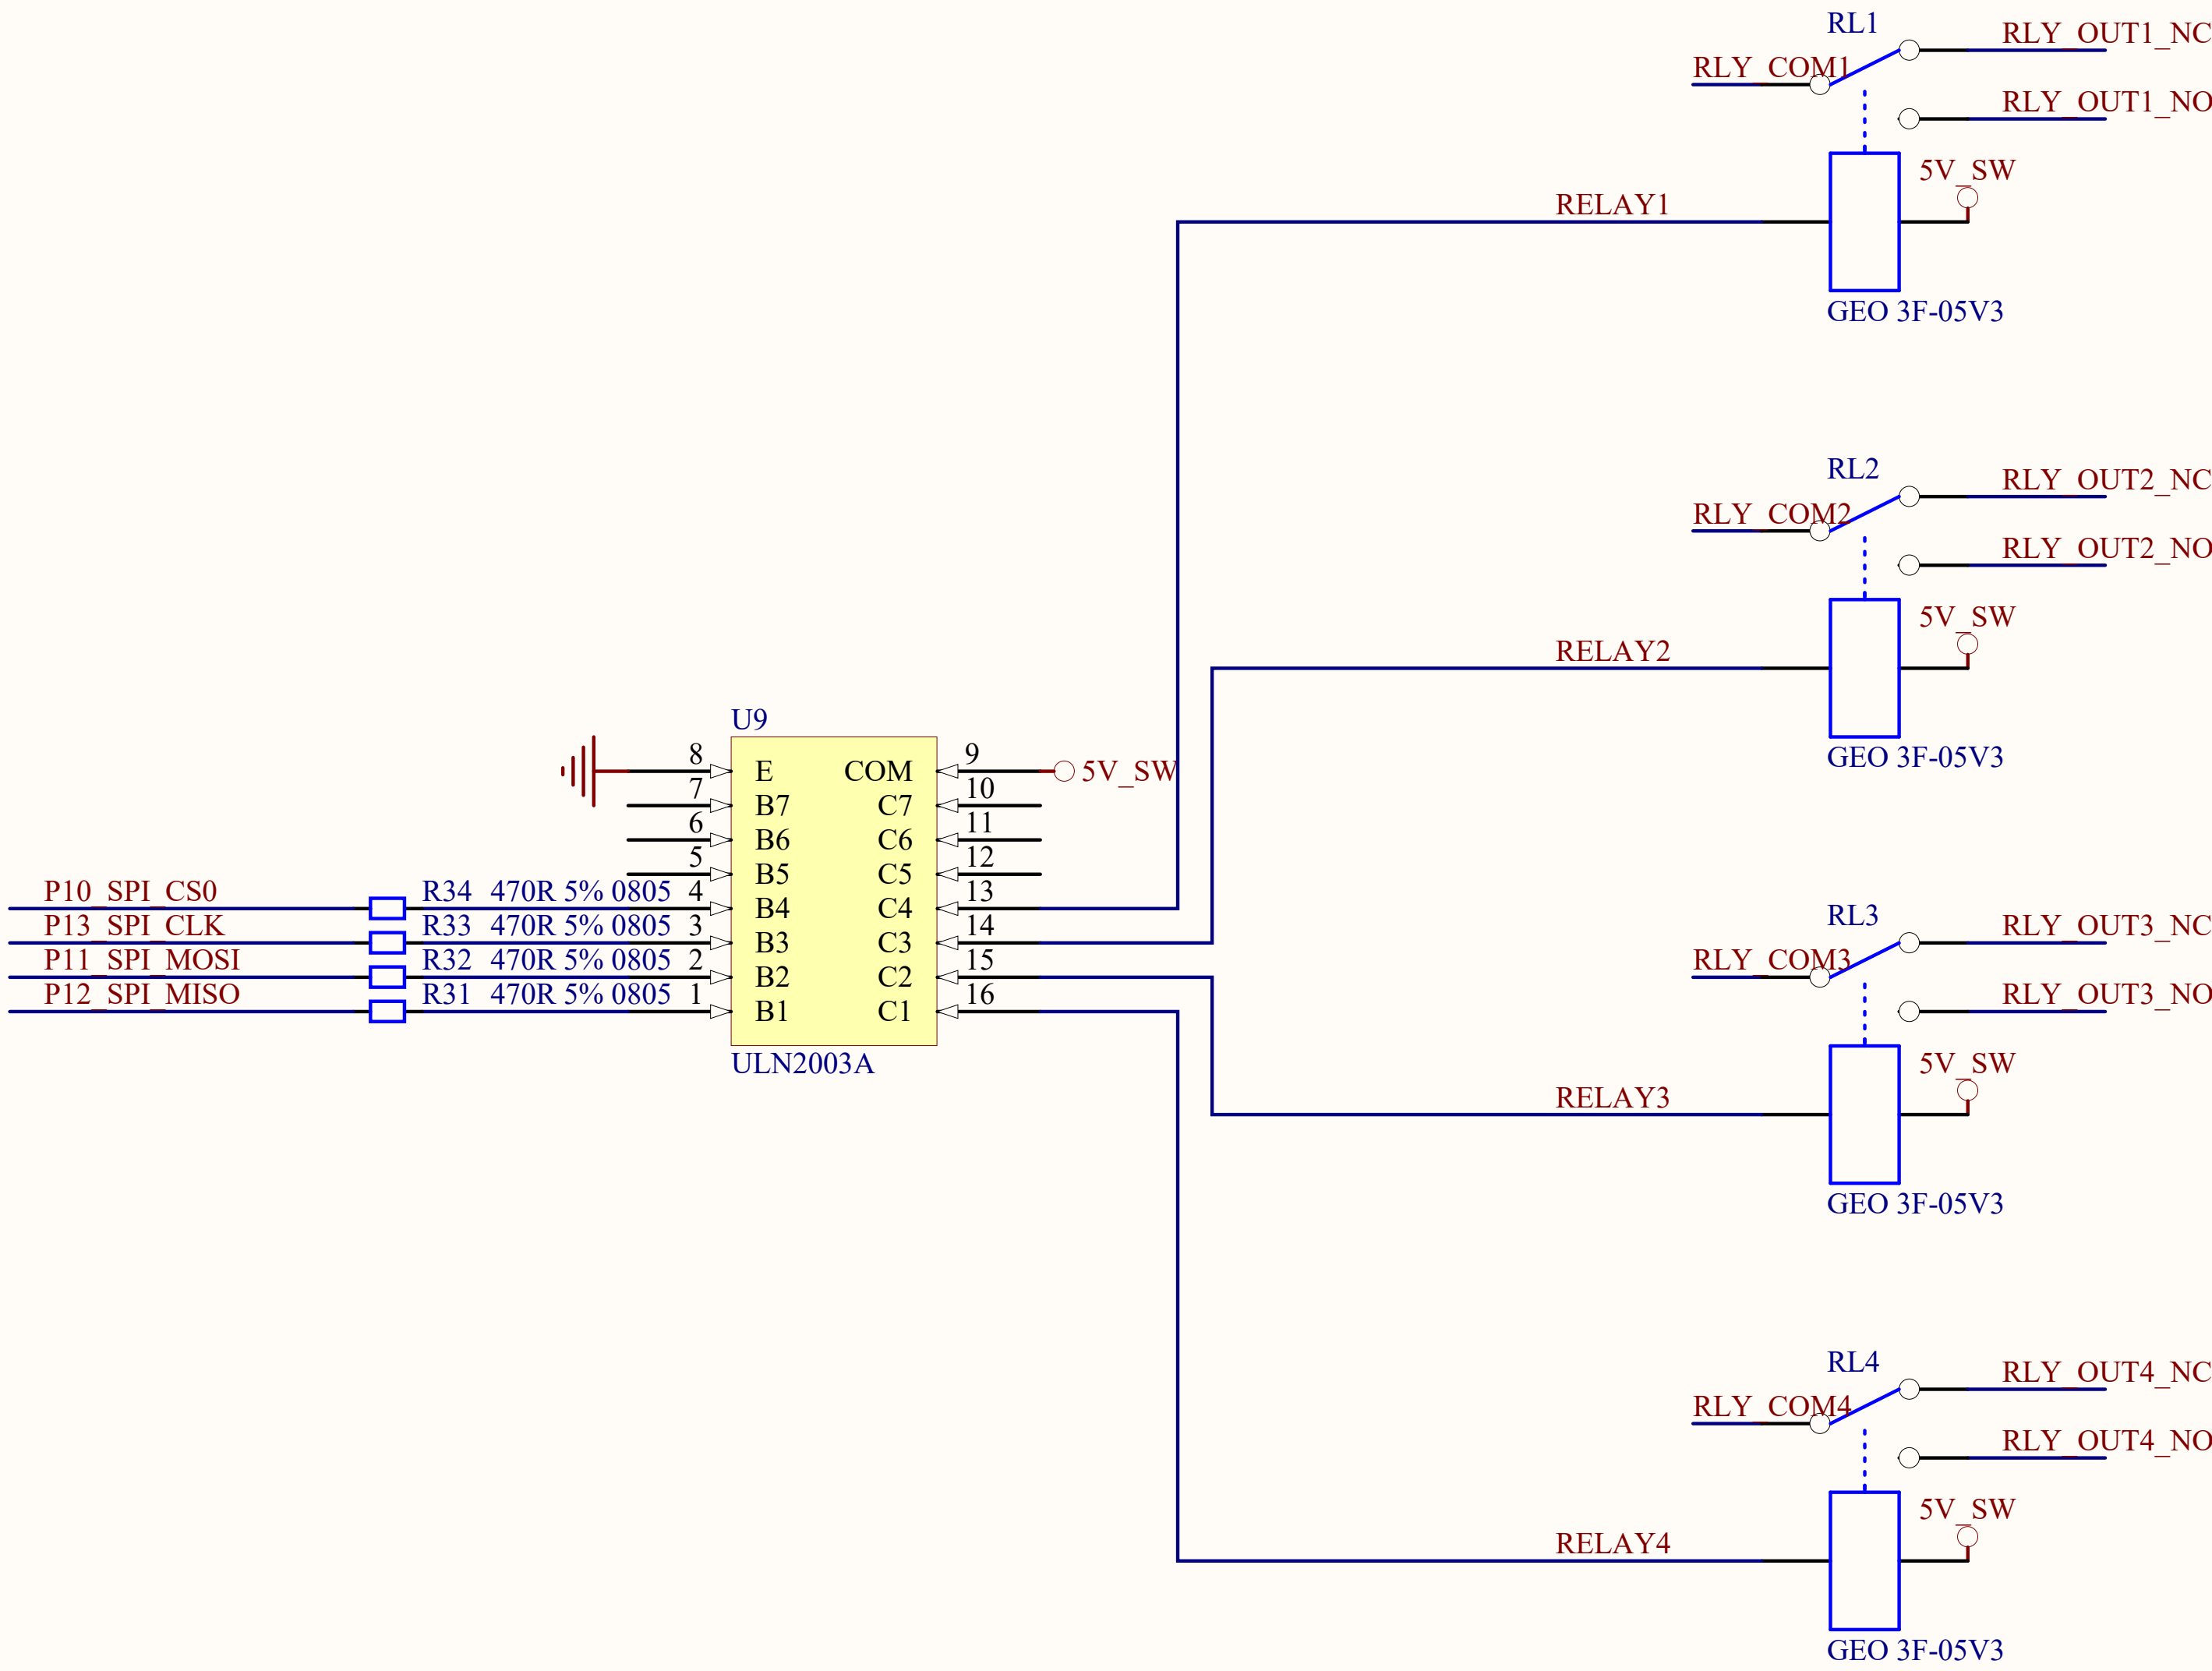 RL1
RLY_OUT1_NC
RLY_COM1
RLY_OUT1_NO
5V_SW
RELAY1
GEO 3F-05V3
RL2
RLY_OUT2_NC
RLY_COM2
RLY_OUT2_NO
5V_SW
RELAY2
GEO 3F-05V3
U9
8 E COM 9 5V_SW
7 B7 C7 10
6 B6 C6 11
5 B5 C5 12
P10_SPI_CS0 R34 470R 5% 0805 4 B4 C4 13
P13_SPI_CLK R33 470R 5% 0805 3 B3 C3 14
P11_SPI_MOSI R32 470R 5% 0805 2 B2 C2 15
P12_SPI_MISO R31 470R 5% 0805 1 B1 C1 16
ULN2003A
RL3
RLY_OUT3_NC
RLY_COM3
RLY_OUT3_NO
5V_SW
RELAY3
GEO 3F-05V3
RL4
RLY_OUT4_NC
RLY_COM4
RLY_OUT4_NO
5V_SW
RELAY4
GEO 3F-05V3